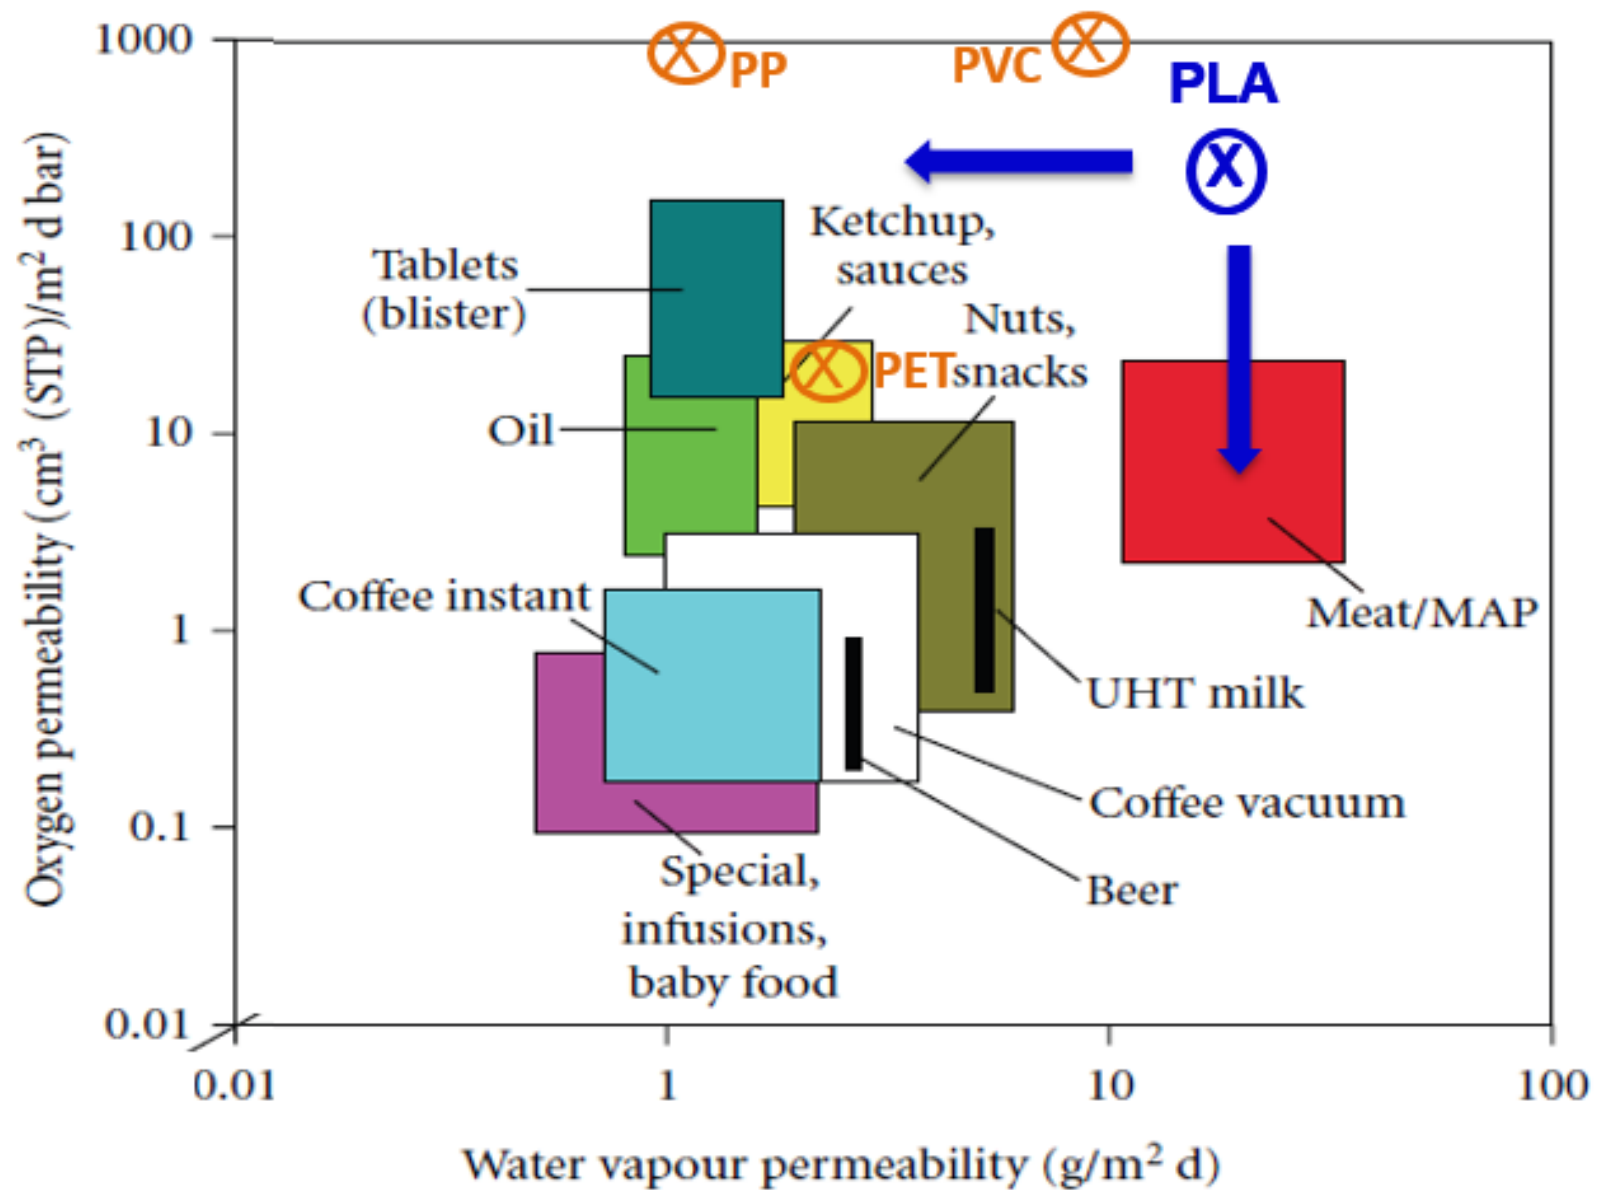 1000
100
10
1
0.1
0.01
0.01
1
10
100
Oxygen permeability (cm³ (STP)/m² d bar)
Water vapour permeability (g/m² d)
X
PP
PVC
X
PLA
X
Tablets
(blister)
Ketchup,
sauces
Nuts,
snacks
X
PET
Oil
Coffee instant
Meat/MAP
UHT milk
Coffee vacuum
Beer
Special,
infusions,
baby food